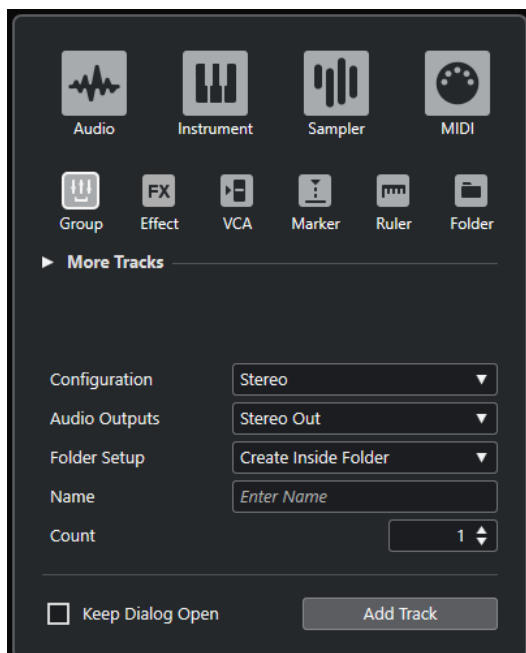 Audio Instrument Sampler MIDI
FX
Group Effect VCA Marker Ruler Folder
More Tracks
Configuration Stereo
Audio Outputs Stereo Out
Folder Setup Create Inside Folder
Name Enter Name
Count 1
Keep Dialog Open Add Track